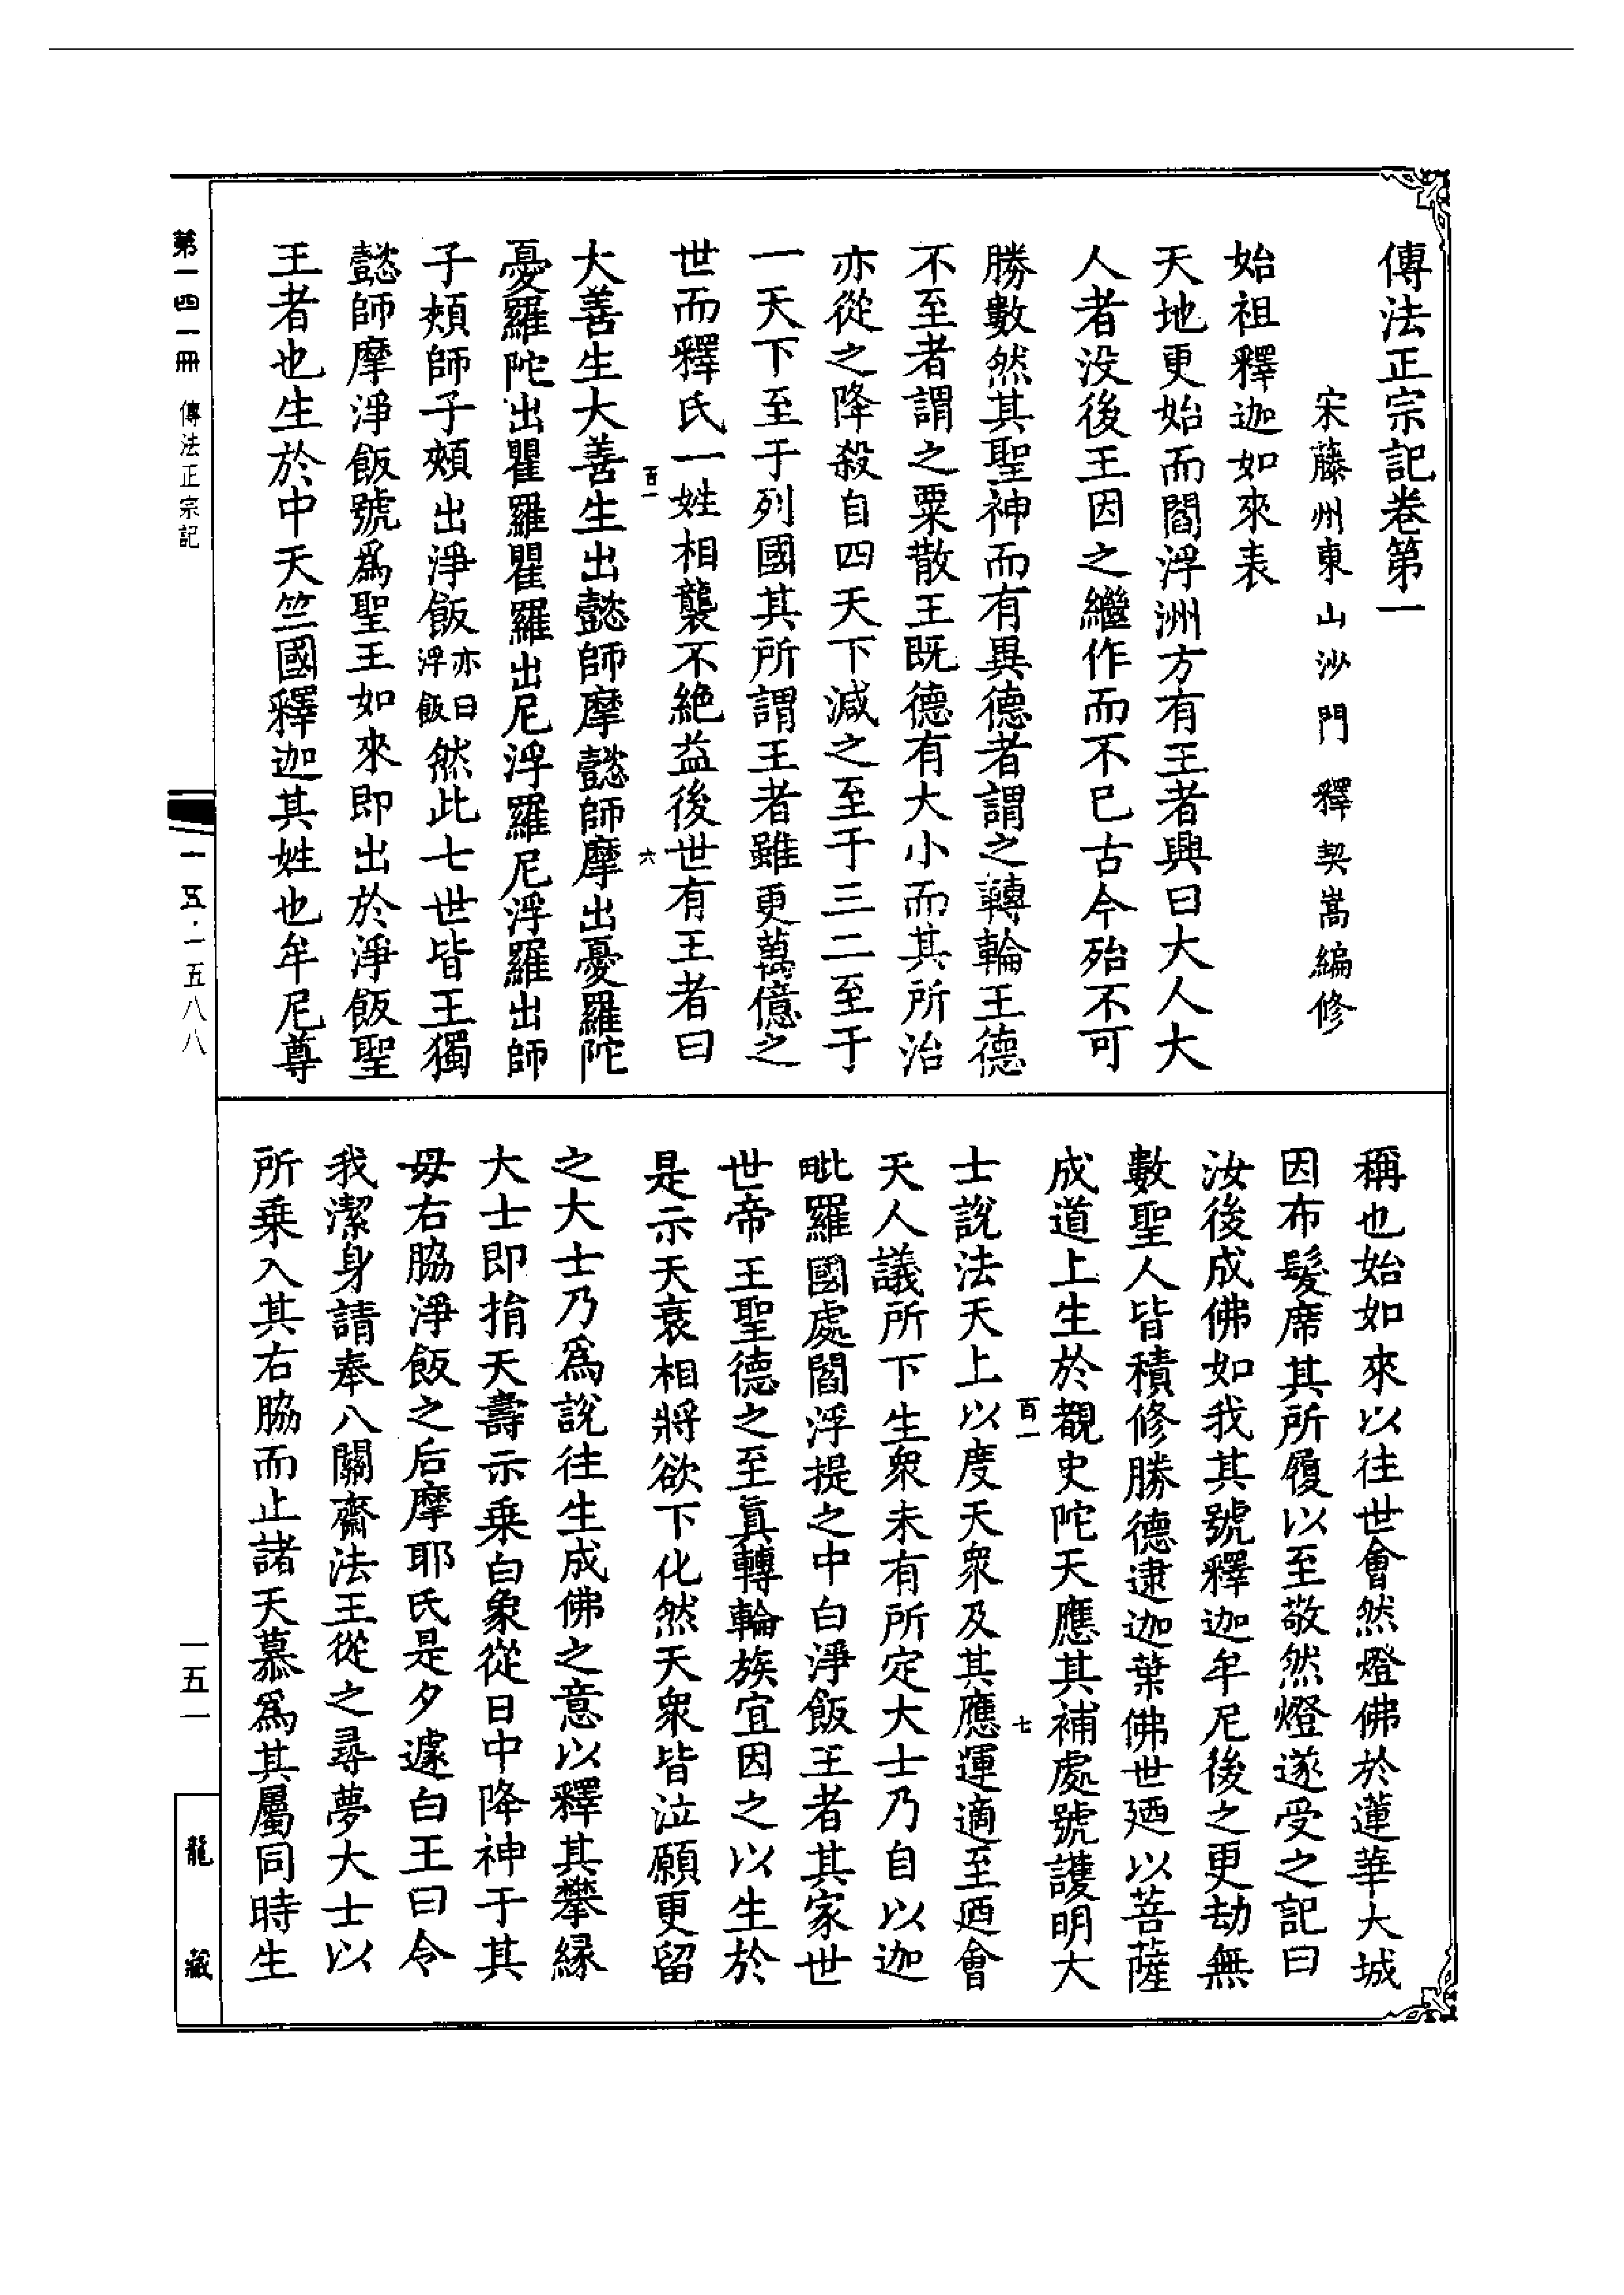 傳法正宗記卷第一
宋藤州東山沙門釋契嵩編修
始祖釋迦如來表
天地更始而閻浮洲方有王者興曰大人大
人者没後王因之繼作而不已古今殆不可
勝數然其聖神而有異德者謂之轉輪王德
不至者謂之粟散王既德有大小而其所治
亦從之降殺自四天下減之至于三二至于
一天下至于列國其所謂王者雖更萬億之
世而釋氏一姓相襲不絶益後世有王者曰
百一 六
大善生大善生出懿師摩懿師摩出憂羅陀
憂羅陀出瞿羅瞿羅出尼浮羅尼浮羅出師
子頰師子頰出淨飯亦曰浮飯然此七世皆王獨
懿師摩淨飯號爲聖王如來即出於淨飯聖
王者也生於中天竺國釋迦其姓也牟尼尊
稱也始如來以往世會然燈佛於蓮華大城
因布髮席其所履以至敬然燈遂受之記曰
汝後成佛如我其號釋迦牟尼後之更劫無
數聖人皆積修勝德逮迦葉佛世廼以菩薩
成道上生於覩史陀天應其補處號護明大
百一 七
士說法天上以度天衆及其應運適至廼會
天人議所下生衆未有所定大士乃自以迦
毗羅國處閻浮提之中白淨飯王者其家世
世帝王聖德之至真轉輪族宜因之以生於
是示天衰相將欲下化然天衆皆泣願更留
之大士乃爲說往生成佛之意以釋其攀緣
大士即捐天壽示乗白象從日中降神于其
母右脇淨飯之后摩耶氏是夕遽白王曰今
我潔身請奉八關齋法王從之尋夢大士以
所乗入其右脇而止諸天慕爲其屬同時生
第一四一冊 傳法正宗記
一五·一五八八
一五一
龍藏